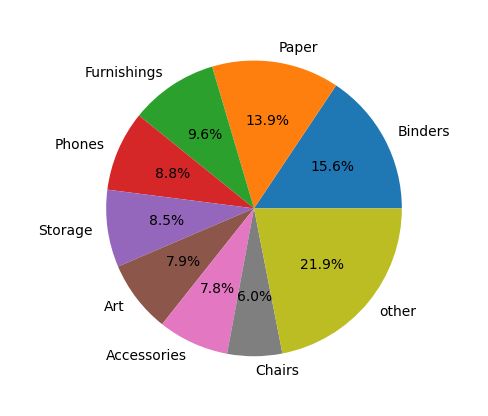 Paper
Furnishings
13.9%
Binders
9.6%
Phones
15.6%
8.8%
Storage
8.5%
7.9%
21.9%
7.8%
6.0%
Art
other
Accessories
Chairs